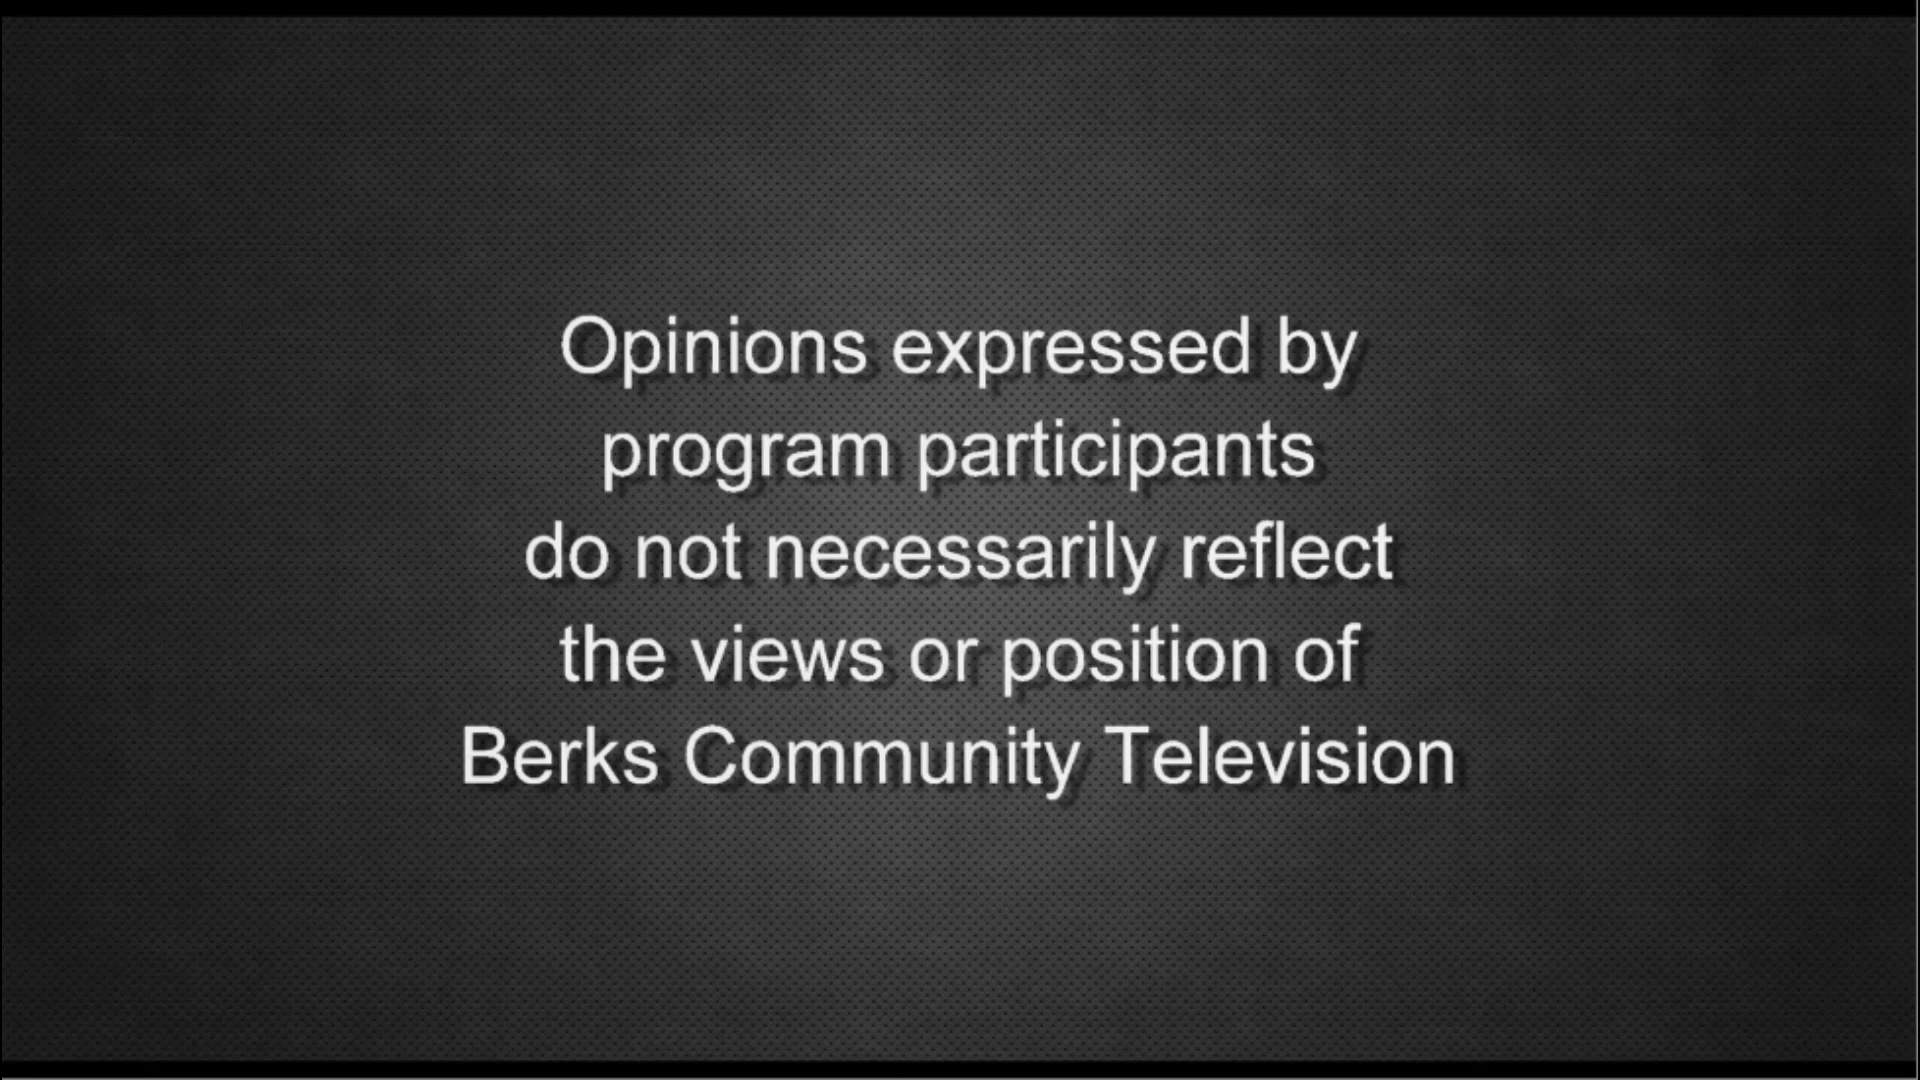 Opinions expressed by
program participants
do not necessarily reflect
the views or position of
Berks Community Television